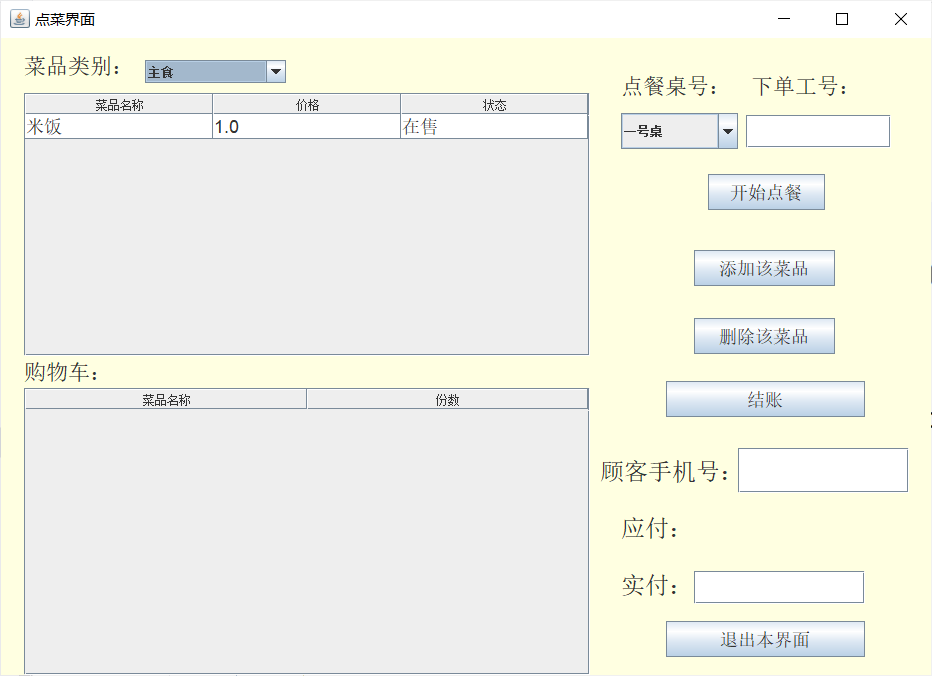 点菜界面
菜品类别：
主食
菜品名称 价格 状态
米饭 1.0 在售
购物车：
菜品名称 份数
点餐桌号： 下单工号：
一号桌
开始点餐
添加该菜品
删除该菜品
结账
顾客手机号：
应付：
实付：
退出本界面